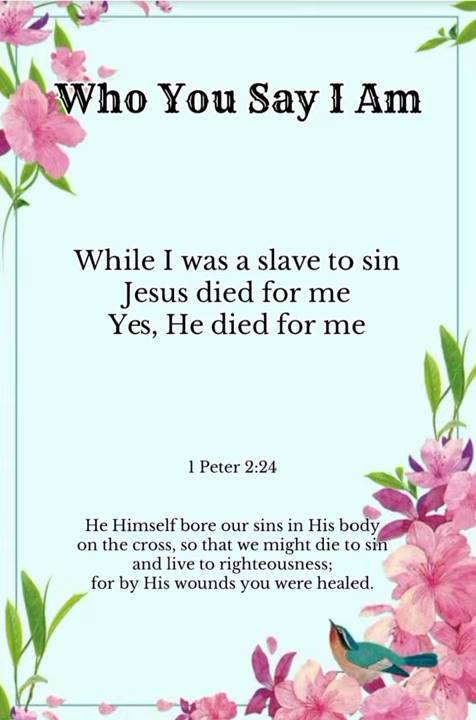 Who You Say I Am
While I was a slave to sin
Jesus died for me
Yes, He died for me
1 Peter 2:24
He Himself bore our sins in His body
on the cross, so that we might die to sin
and live to righteousness;
for by His wounds you were healed.